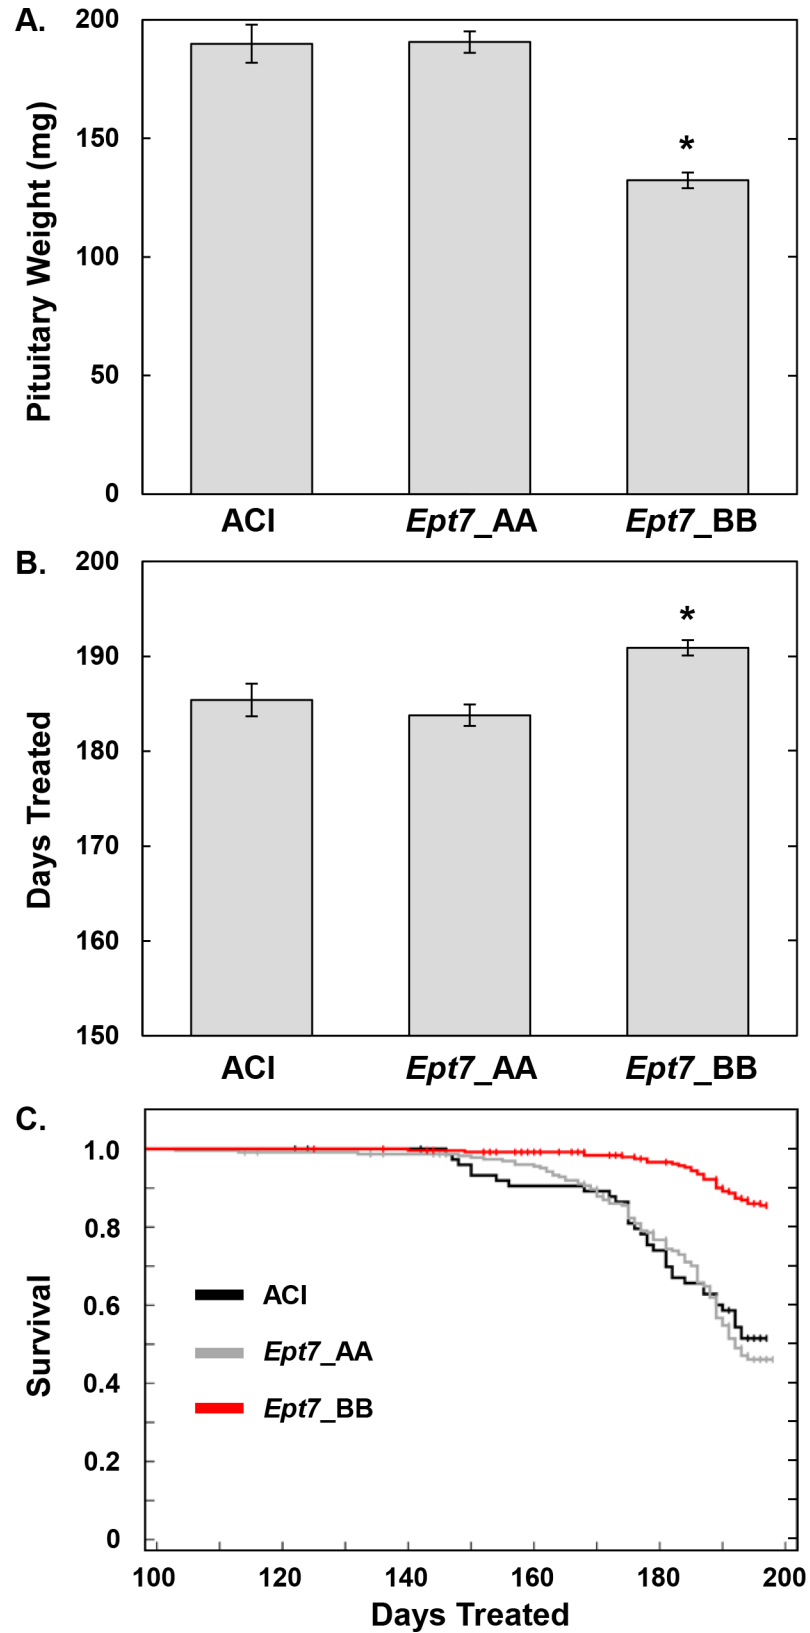 A.
Pituitary Weight (mg)
200
150
100
50
0
*
ACI Ept7_AA Ept7_BB
B.
Days Treated
200
190
180
170
160
150
*
ACI Ept7_AA Ept7_BB
C.
Survival
1.0
0.8
0.6
0.4
0.2
0
ACI
Ept7_AA
Ept7_BB
100 120 140 160 180 200
Days Treated